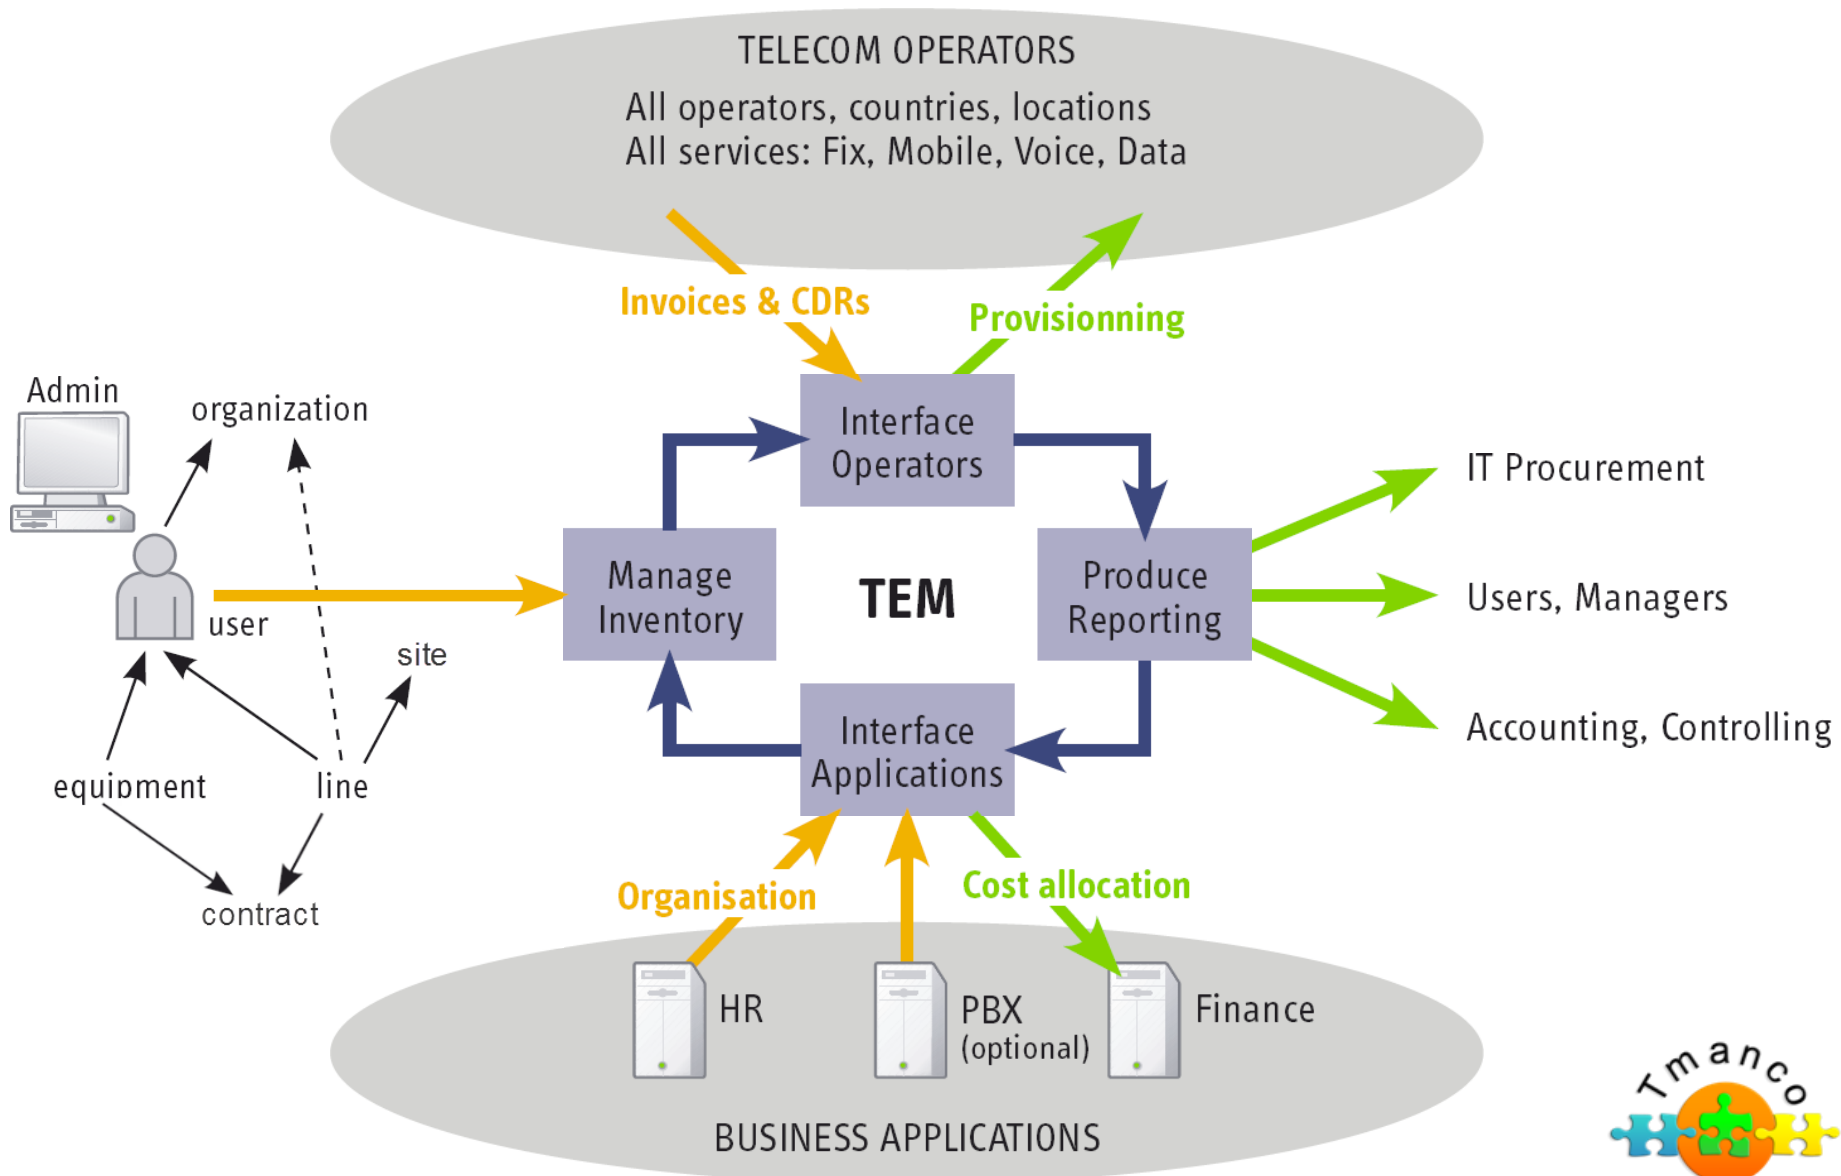 TELECOM OPERATORS
All operators, countries, locations
All services: Fix, Mobile, Voice, Data
Invoices & CDRs
Provisionning
Admin
organization
Interface
Operators
IT Procurement
Manage
Inventory
TEM
Produce
Reporting
Users, Managers
user
site
Interface
Applications
Accounting, Controlling
equipment
line
contract
Organisation
Cost allocation
HR
PBX
(optional)
Finance
BUSINESS APPLICATIONS
Tmanco